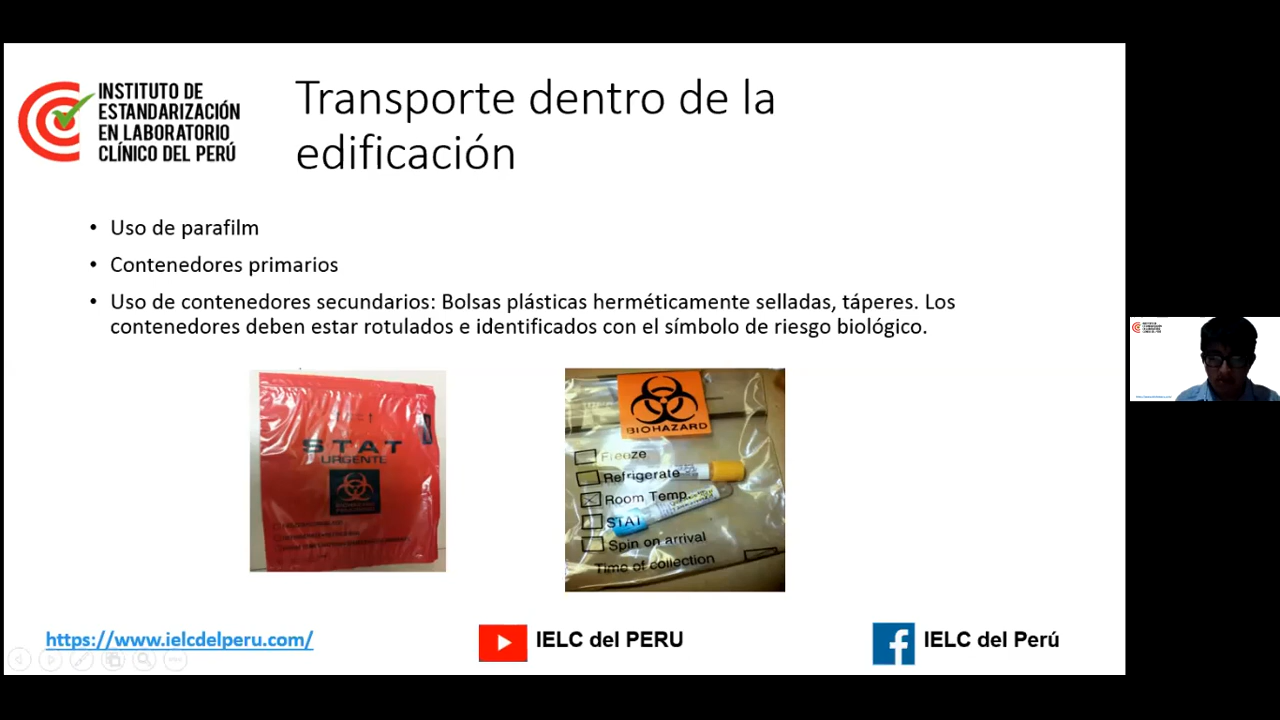 INSTITUTO DE
ESTANDARIZACIÓN
EN LABORATORIO
CLÍNICO DEL PERÚ
Transporte dentro de la
edificación
• Uso de parafilm
• Contenedores primarios
• Uso de contenedores secundarios: Bolsas plásticas herméticamente selladas, táperes. Los
contenedores deben estar rotulados e identificados con el símbolo de riesgo biológico.
STAT
URGENTE
BIOHAZARD
Freeze
Refrigerate
Room Temp.
STAT
Spin on arrival
Time of collection
https://www.ielcdelperu.com/
IELC del PERU
IELC del Perú